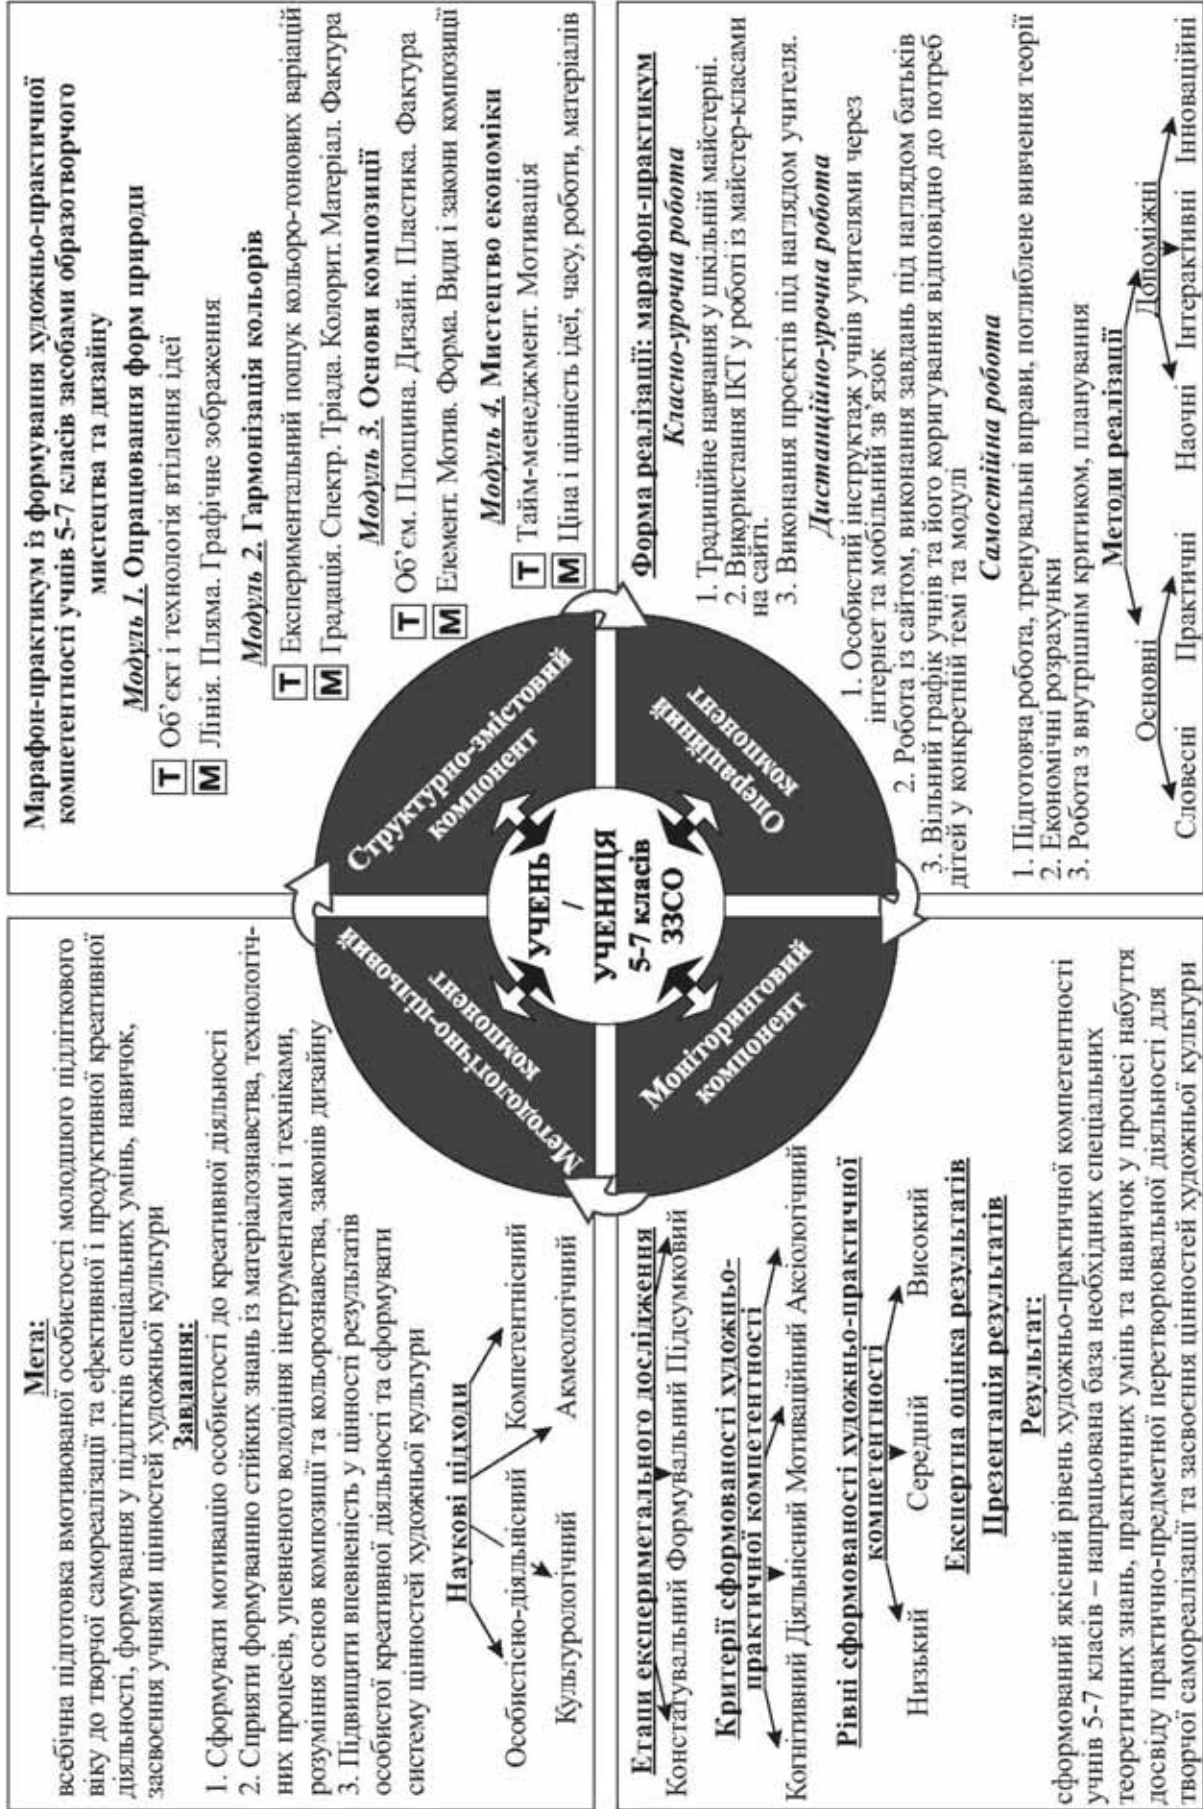 Мета:
всебічна підготовка вмотивованої особистості молодшого підліткового
віку до творчої самореалізації та ефективної і продуктивної креативної
діяльності, формування у підлітків спеціальних умінь, навичок,
засвоєння учнями цінностей художньої культури
Завдання:
1. Сформувати мотивацію особистості до креативної діяльності
2. Сприяти формуванню стійких знань із матеріалознавства, технологіч-
них процесів, упевненого володіння інструментами і техніками,
розуміння основ композиції та кольорознавства, законів дизайну
3. Підвищити впевненість у цінності результатів
особистої креативної діяльності та сформувати
систему цінностей художньої культури
Наукові підходи
Особистісно-діяльнісний Компетентнісний
Культурологічний Акмеологічний
Марафон-практикум із формування художньо-практичної
компетентності учнів 5-7 класів засобами образотворчого
мистецтва та дизайну
Модуль 1. Опрацювання форм природи
Т Об’єкт і технологія втілення ідеї
М Лінія. Пляма. Графічне зображення
Модуль 2. Гармонізація кольорів
Т Експериментальний пошук кольоро-тонових варіацій
М Градація. Спектр. Тріада. Колорит. Матеріал. Фактура
Модуль 3. Основи композиції
Т Об’єм. Площина. Дизайн. Пластика. Фактура
М Елемент. Мотив. Форма. Види і закони композиції
Модуль 4. Мистецтво економіки
Т Тайм-менеджмент. Мотивація
М Ціна і цінність ідеї, часу, роботи, матеріалів
Методологічно-цільовий
компонент
Структурно-змістовий
компонент
УЧЕНЬ
/
УЧЕНИЦЯ
5-7 класів
ЗЗСО
Моніторинговий
компонент
Операційний
компонент
Етапи експериметального дослідження
Констатувальний Формувальний Підсумковий
Критерії сформованості художньо-
практичної компетентності
Когнітивний Діяльнісний Мотиваційний Аксіологічний
Рівні сформованості художньо-практичної
компетентності
Низький Середній Високий
Експертна оцінка результатів
Презентація результатів
Результат:
сформований якісний рівень художньо-практичної компетентності
учнів 5-7 класів – напрацьована база необхідних спеціальних
теоретичних знань, практичних умінь та навичок у процесі набуття
досвіду практично-предметної перетворювальної діяльності для
творчої самореалізації та засвоєння цінностей художньої культури
Форма реалізації: марафон-практикум
Класно-урочна робота
1. Традиційне навчання у шкільній майстерні.
2. Використання ІКТ у роботі із майстер-класами
на сайті.
3. Виконання проєктів під наглядом учителя.
Дистанційно-урочна робота
1. Особистий інструктаж учнів учителями через
інтернет та мобільний зв’язок
2. Робота із сайтом, виконання завдань під наглядом батьків
3. Вільний графік учнів та його коригування відповідно до потреб
дітей у конкретній темі та модулі
Самостійна робота
1. Підготовча робота, тренувальні вправи, поглиблене вивчення теорії
2. Економічні розрахунки
3. Робота з внутрішнім критиком, планування
Методи реалізації
Основні Допоміжні
Словесні Практичні Наочні Інтерактивні Інноваційні